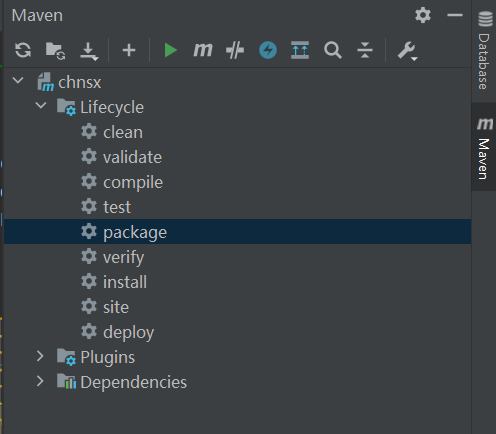 Maven
chnsx
Lifecycle
clean
validate
compile
test
package
verify
install
site
deploy
Plugins
Dependencies
Database
Maven